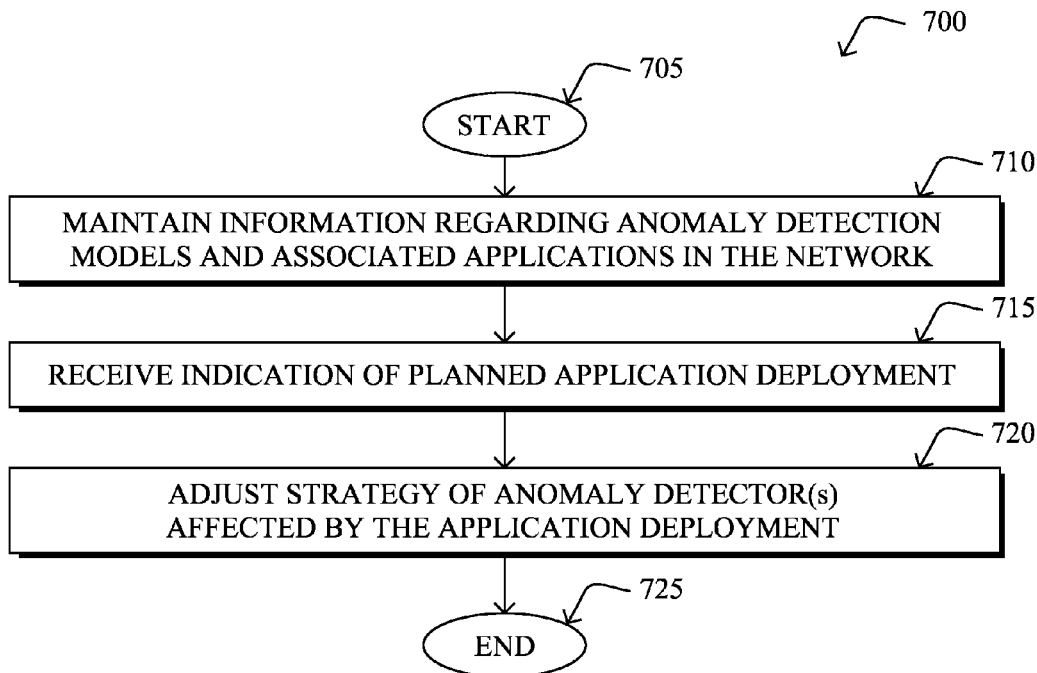 700
705
START
710
MAINTAIN INFORMATION REGARDING ANOMALY DETECTION
MODELS AND ASSOCIATED APPLICATIONS IN THE NETWORK
715
RECEIVE INDICATION OF PLANNED APPLICATION DEPLOYMENT
720
ADJUST STRATEGY OF ANOMALY DETECTOR(s)
AFFECTED BY THE APPLICATION DEPLOYMENT
725
END